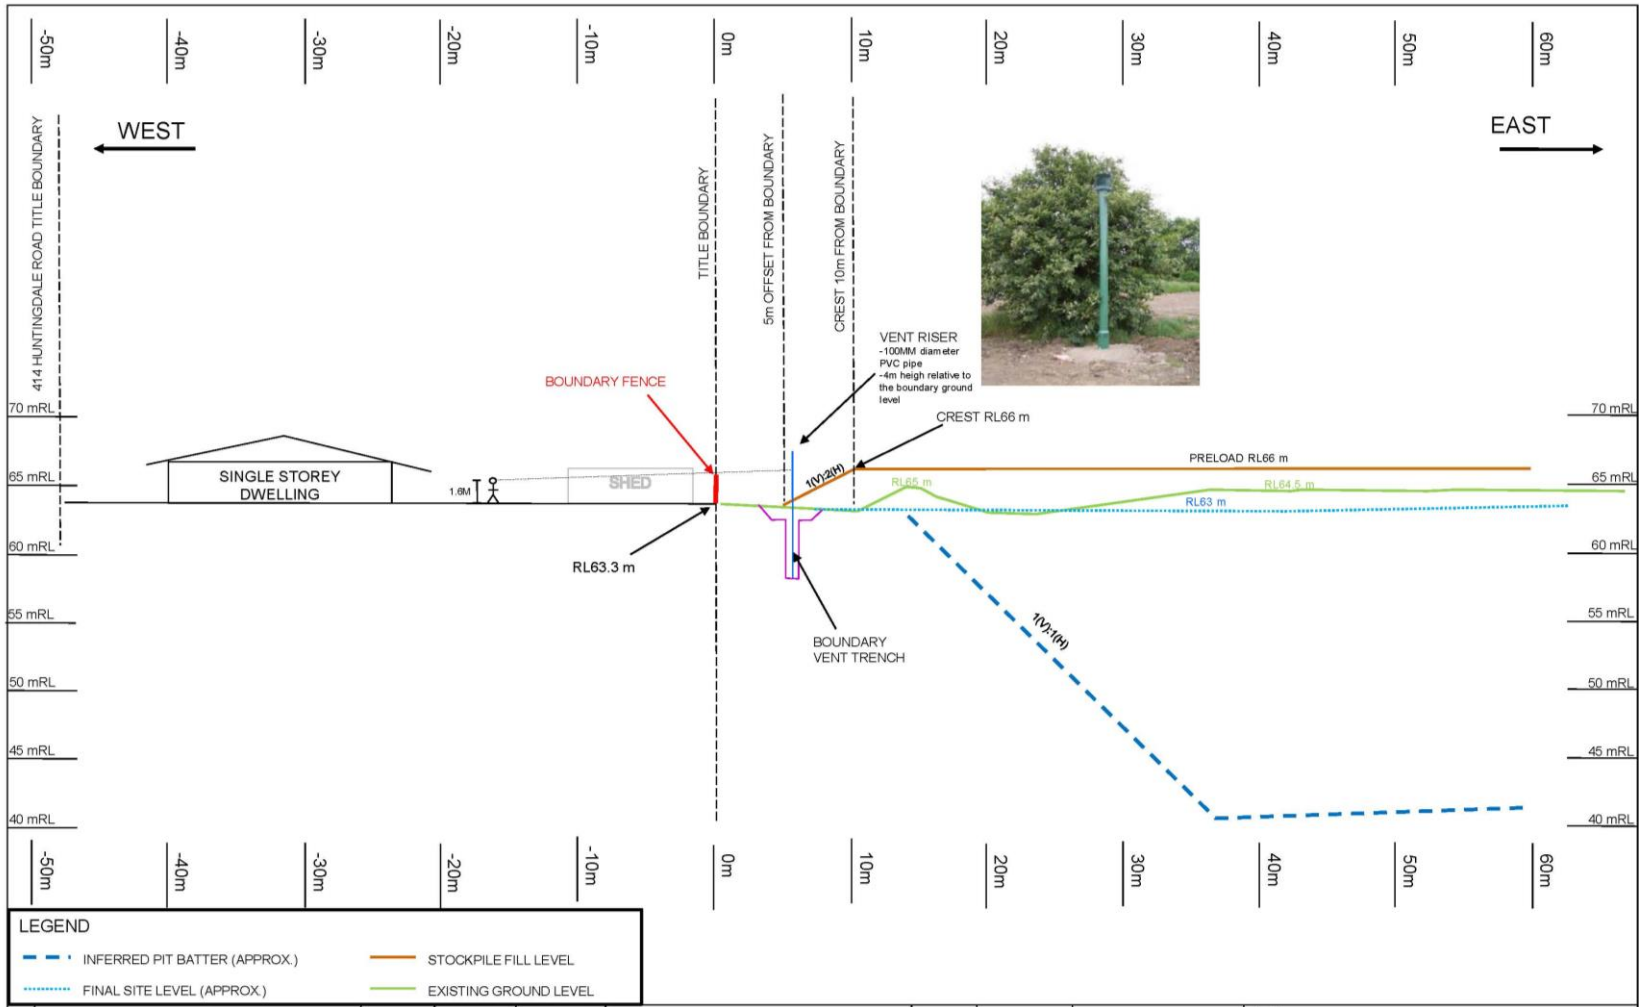 -50m
-40m
-30m
-20m
-10m
0m
10m
20m
30m
40m
50m
60m
WEST
EAST
414 HUNTINGDALE ROAD TITLE BOUNDARY
TITLE BOUNDARY
5m OFFSET FROM BOUNDARY
CREST 10m FROM BOUNDARY
VENT RISER
-100MM diameter
PVC pipe
-4m heigh relative to
the boundary ground
level
BOUNDARY FENCE
CREST RL66 m
70 mRL
70 mRL
PRELOAD RL66 m
SINGLE STOREY
DWELLING
1.6M
SHED
1(V):2(H)
RL65 m
RL64.5 m
RL63 m
65 mRL
65 mRL
60 mRL
60 mRL
RL63.3 m
55 mRL
55 mRL
1(V):1(H)
BOUNDARY
VENT TRENCH
50 mRL
50 mRL
45 mRL
45 mRL
40 mRL
40 mRL
-50m
-40m
-30m
-20m
-10m
0m
10m
20m
30m
40m
50m
60m
LEGEND
INFERRED PIT BATTER (APPROX.)
STOCKPILE FILL LEVEL
FINAL SITE LEVEL (APPROX.)
EXISTING GROUND LEVEL